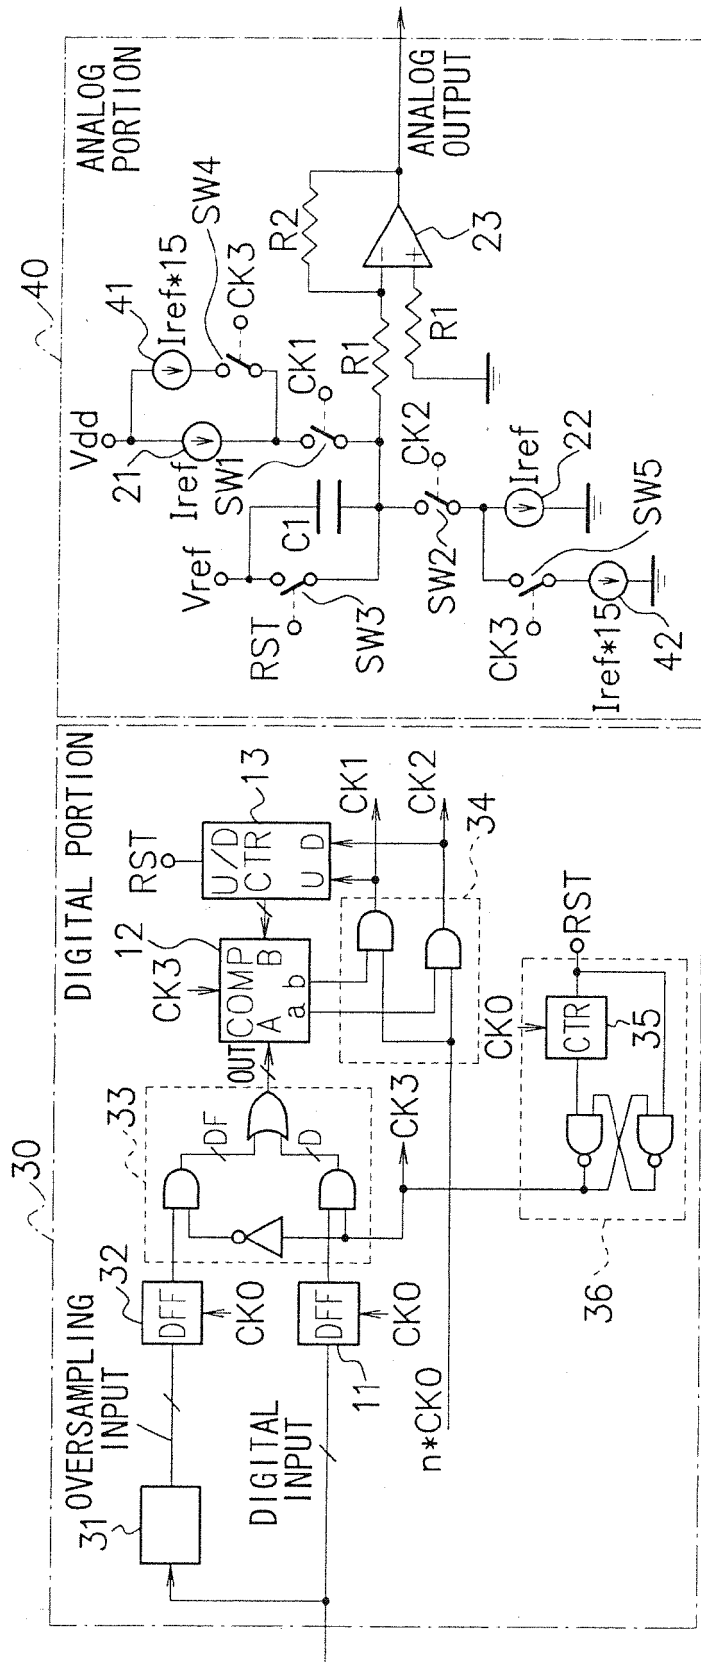 30
DIGITAL PORTION
31
OVERSAMPLING
INPUT
32
DFF
CK0
33
DF
D
OUT
CK3
12
COMP
A
B
a
b
RST
13
U/D
CTR
U
D
CK1
CK2
34
DIGITAL
INPUT
DFF
11
CK0
n*CK0
CK3
CK0
CTR
35
RST
36
40
ANALOG
PORTION
Vdd
41
Iref*15
SW4
CK3
21
Iref
SW1
CK1
Vref
C1
RST
SW3
R1
R2
-
+
23
R1
ANALOG
OUTPUT
CK2
SW2
Iref
22
SW5
CK3
Iref*15
42